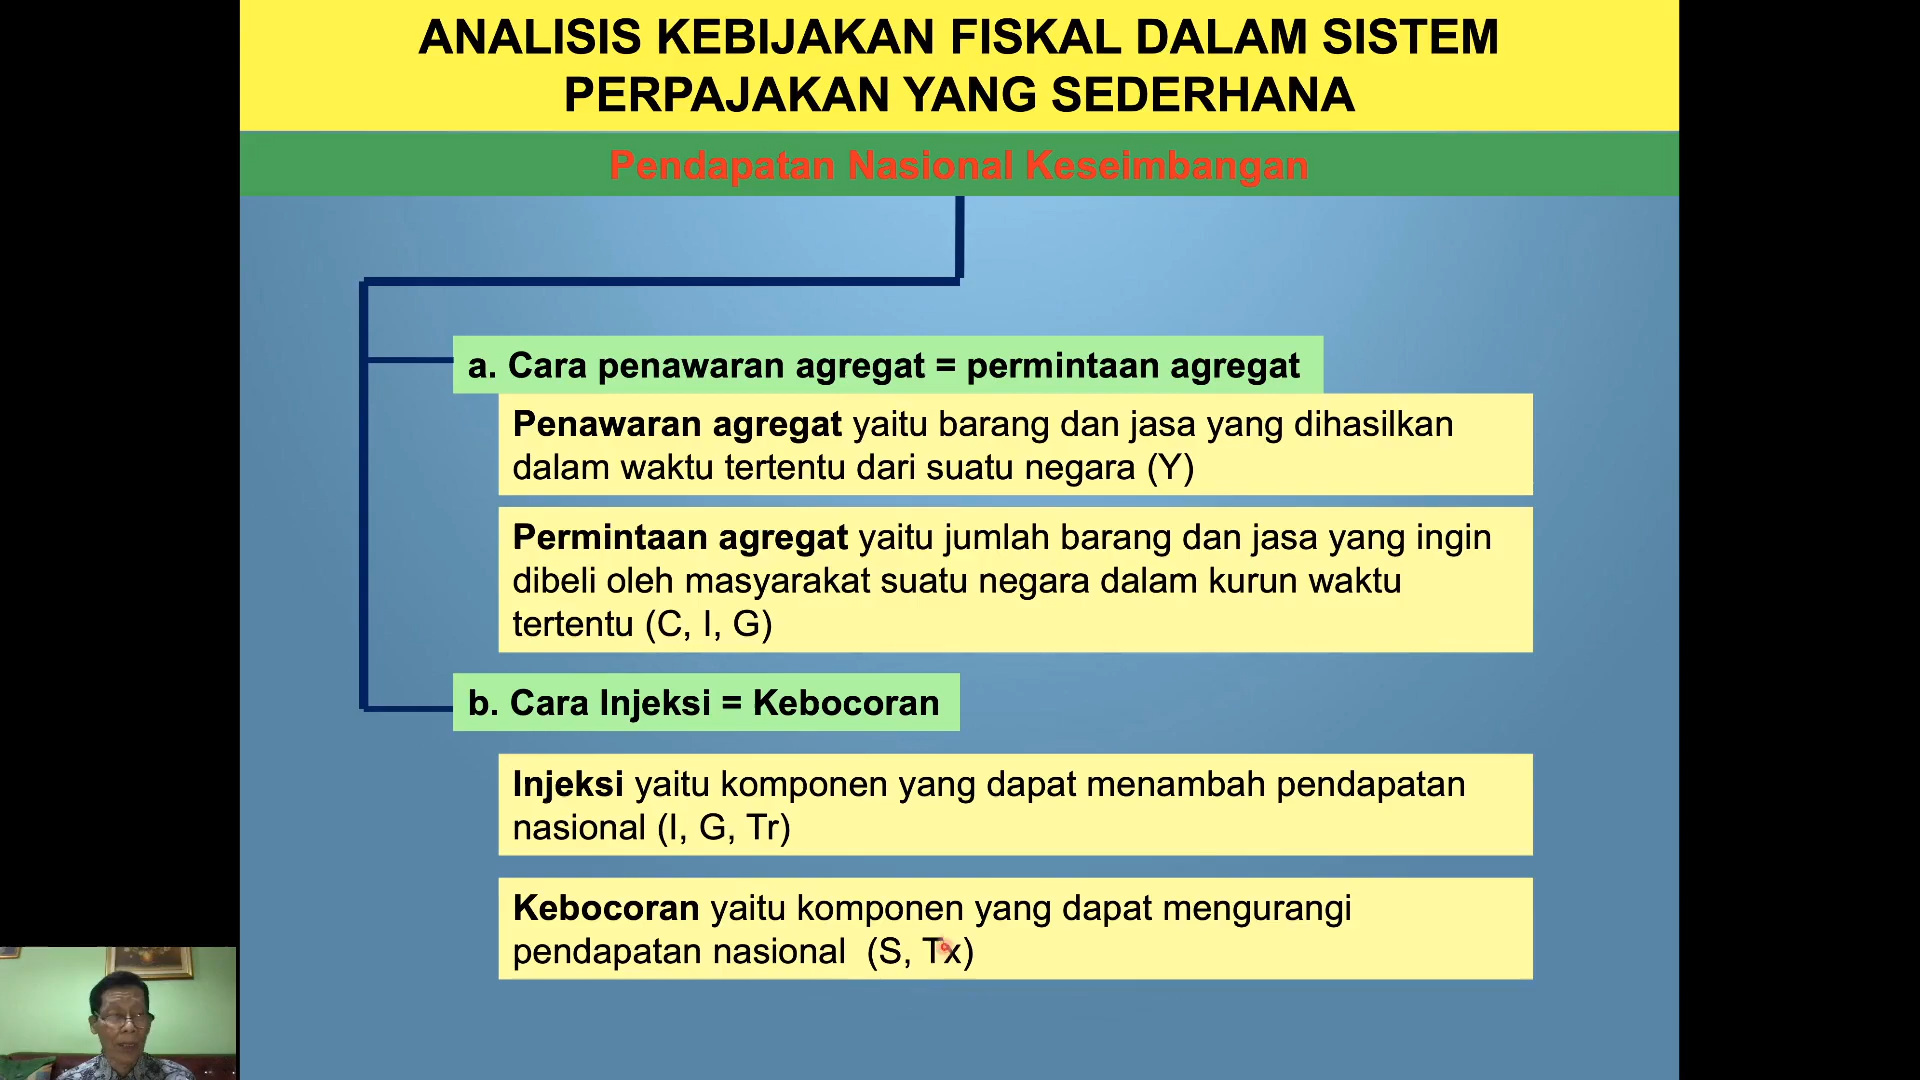 ANALISIS KEBIJAKAN FISKAL DALAM SISTEM
PERPAJAKAN YANG SEDERHANA
Pendapatan Nasional Keseimbangan
a. Cara penawaran agregat = permintaan agregat
Penawaran agregat yaitu barang dan jasa yang dihasilkan
dalam waktu tertentu dari suatu negara (Y)
Permintaan agregat yaitu jumlah barang dan jasa yang ingin
dibeli oleh masyarakat suatu negara dalam kurun waktu
tertentu (C, I, G)
b. Cara Injeksi = Kebocoran
Injeksi yaitu komponen yang dapat menambah pendapatan
nasional (I, G, Tr)
Kebocoran yaitu komponen yang dapat mengurangi
pendapatan nasional (S, Tx)